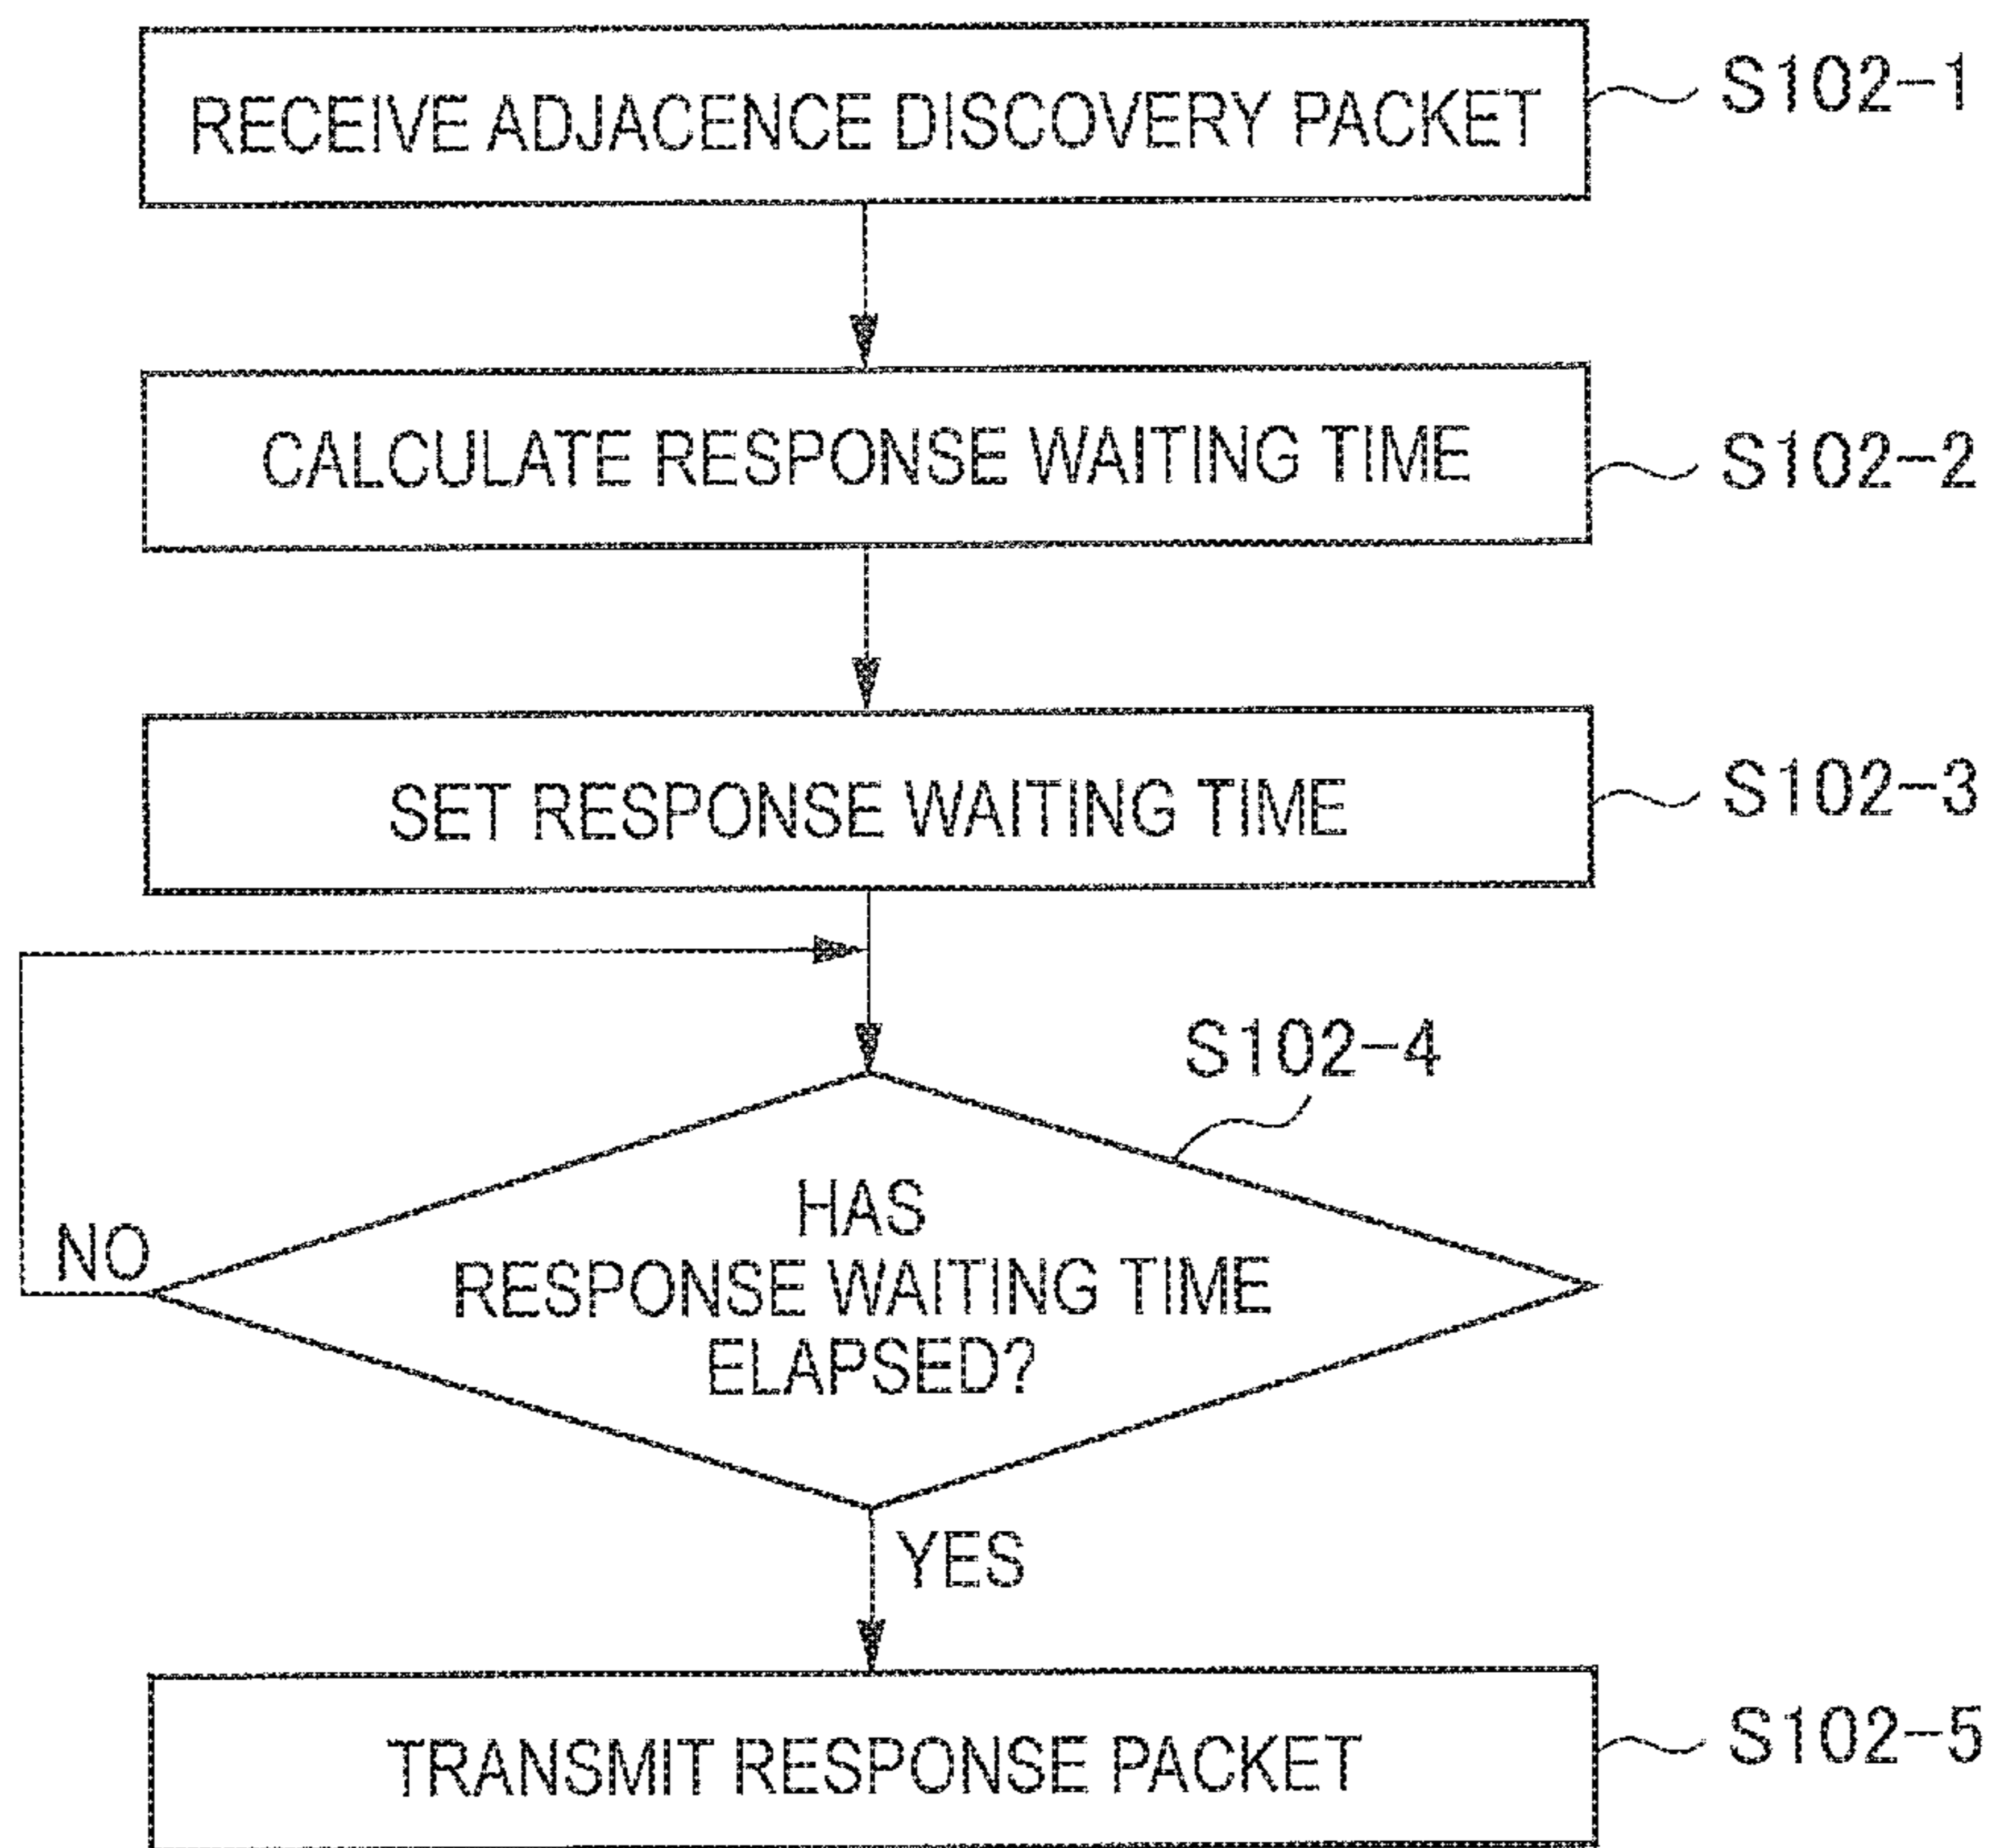 RECEIVE ADJACENCE DISCOVERY PACKET
S102-1
CALCULATE RESPONSE WAITING TIME
S102-2
SET RESPONSE WAITING TIME
S102-3
S102-4
HAS
RESPONSE WAITING TIME
ELAPSED?
NO
YES
TRANSMIT RESPONSE PACKET
S102-5